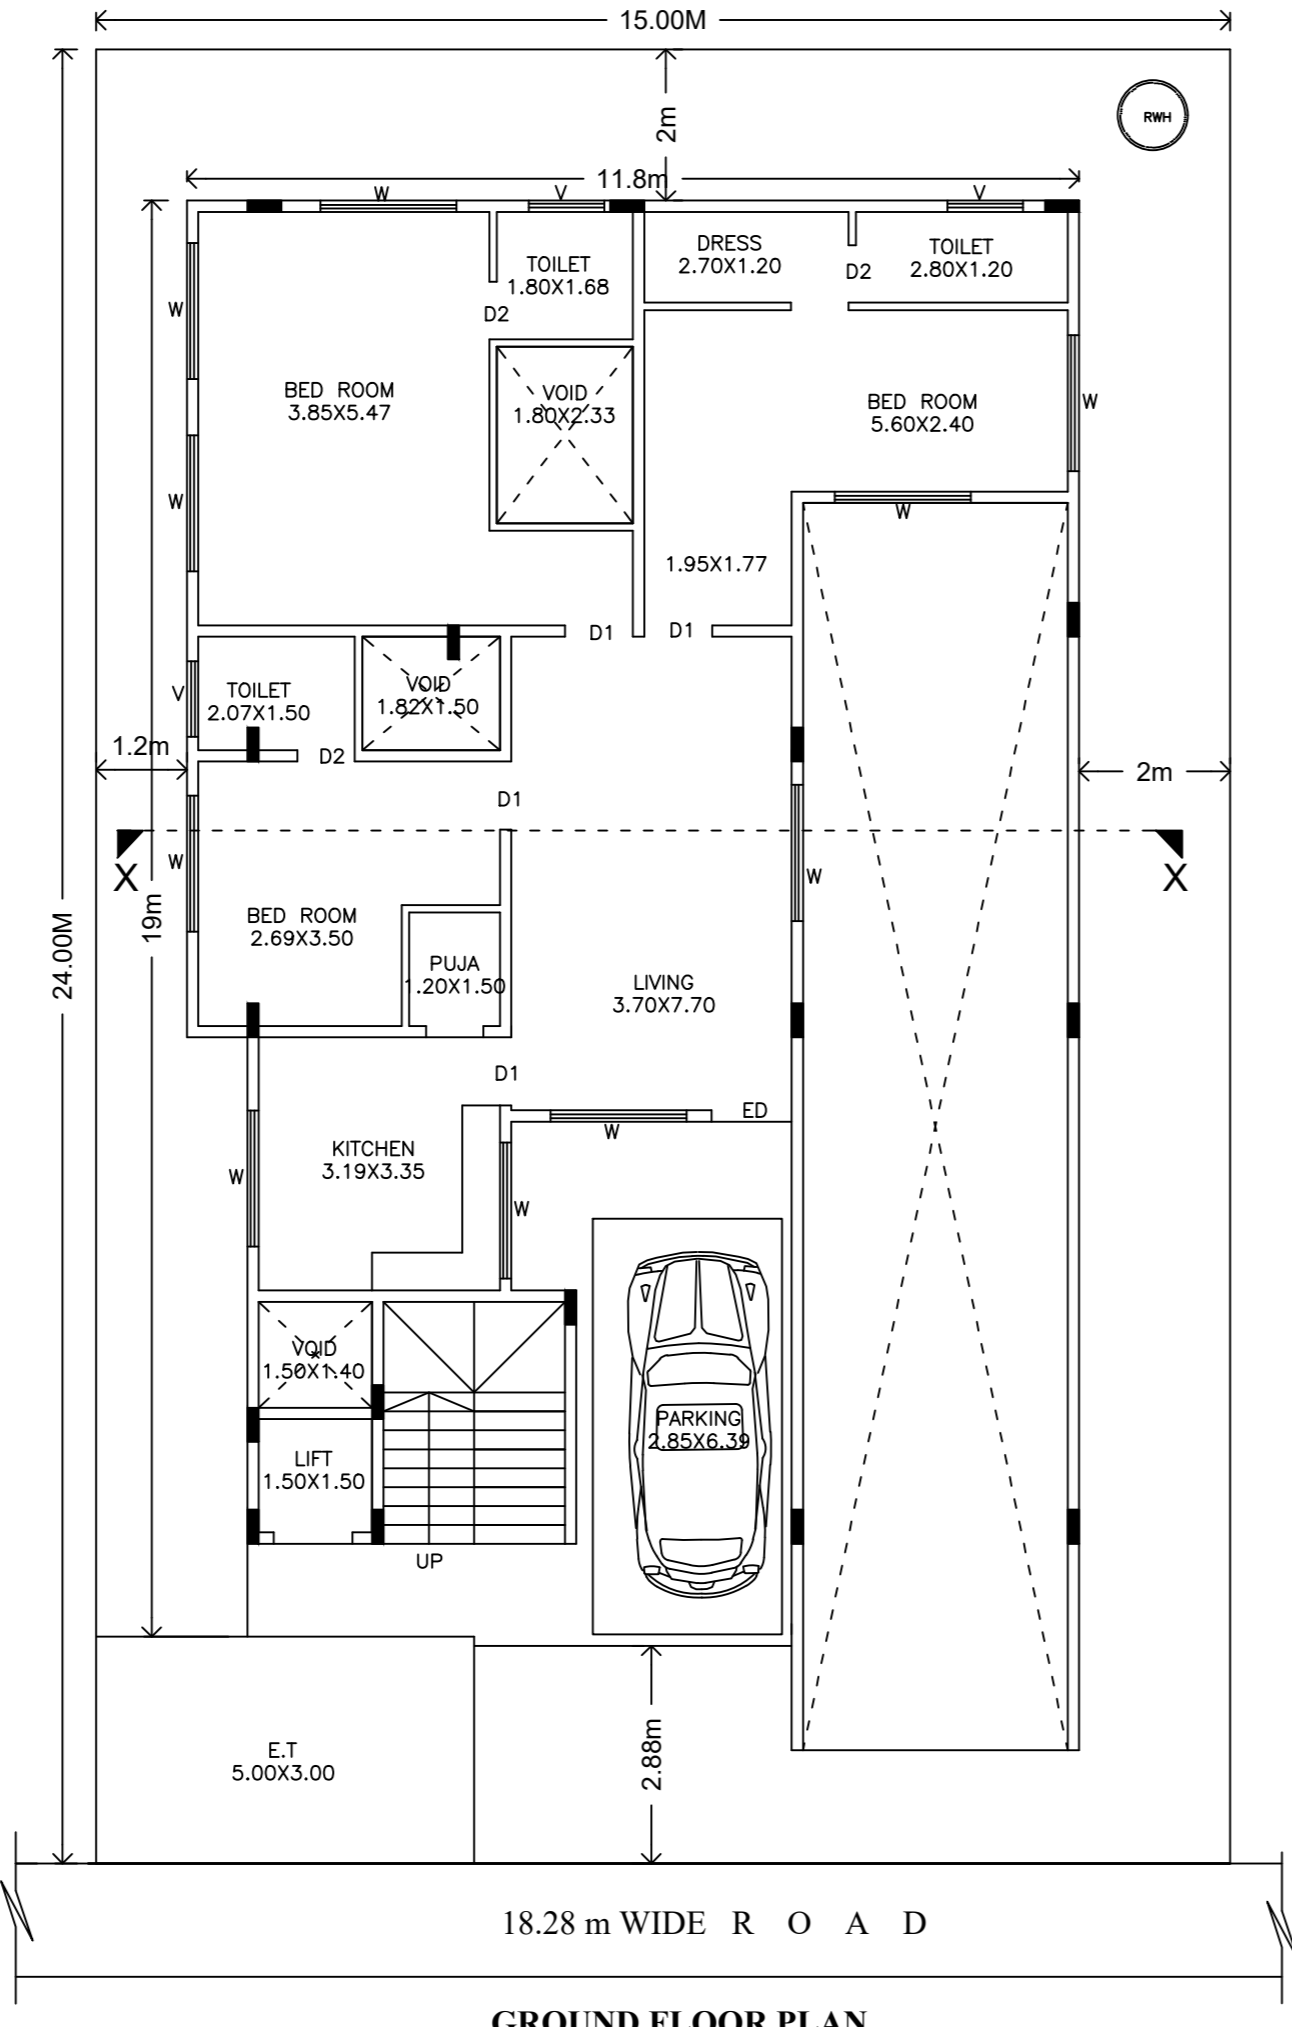 15.00M
2m
RWH
11.8m
W
V
V
DRESS
2.70X1.20
TOILET
2.80X1.20
TOILET
1.80X1.68
D2
W
D2
BED ROOM
3.85X5.47
VOID
1.80X2.33
BED ROOM
5.60X2.40
W
W
W
1.95X1.77
D1
D1
V
TOILET
2.07X1.50
VOID
1.82X1.50
1.2m
D2
2m
D1
X
W
W
X
24.00M
19m
BED ROOM
2.69X3.50
PUJA
1.20X1.50
LIVING
3.70X7.70
D1
ED
W
KITCHEN
3.19X3.35
W
W
VOID
1.50X1.40
PARKING
2.85X6.39
LIFT
1.50X1.50
UP
2.88m
E.T
5.00X3.00
18.28 m WIDE R O A D
GROUND FLOOR PLAN